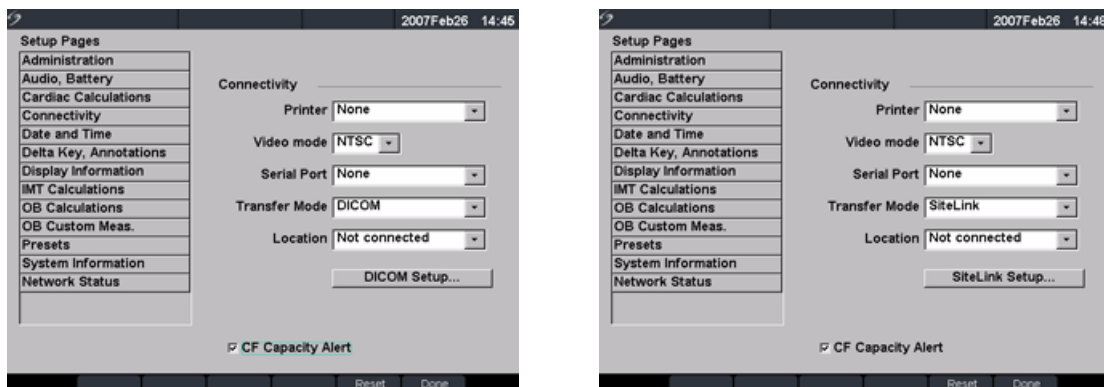 2007Feb26 14:45
Setup Pages
Administration
Audio, Battery
Cardiac Calculations
Connectivity
Date and Time
Delta Key, Annotations
Display Information
IMT Calculations
OB Calculations
OB Custom Meas.
Presets
System Information
Network Status
Connectivity
Printer None
Video mode NTSC
Serial Port None
Transfer Mode DICOM
Location Not connected
DICOM Setup...
CF Capacity Alert
Reset Done
2007Feb26 14:48
Setup Pages
Administration
Audio, Battery
Cardiac Calculations
Connectivity
Date and Time
Delta Key, Annotations
Display Information
IMT Calculations
OB Calculations
OB Custom Meas.
Presets
System Information
Network Status
Connectivity
Printer None
Video mode NTSC
Serial Port None
Transfer Mode SiteLink
Location Not connected
SiteLink Setup...
CF Capacity Alert
Reset Done